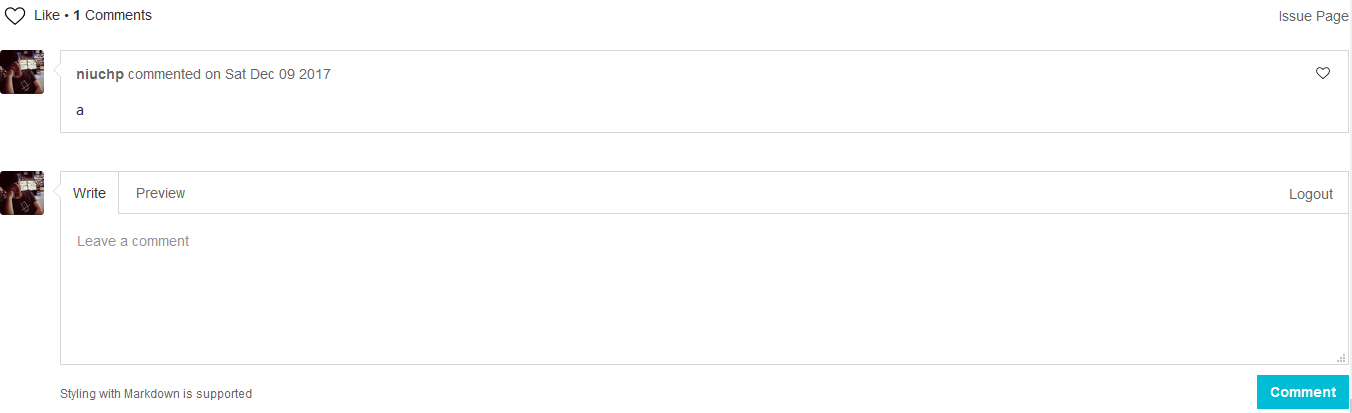 Like • 1 Comments
Issue Page
niuchp commented on Sat Dec 09 2017
a
Write
Preview
Logout
Leave a comment
Styling with Markdown is supported
Comment